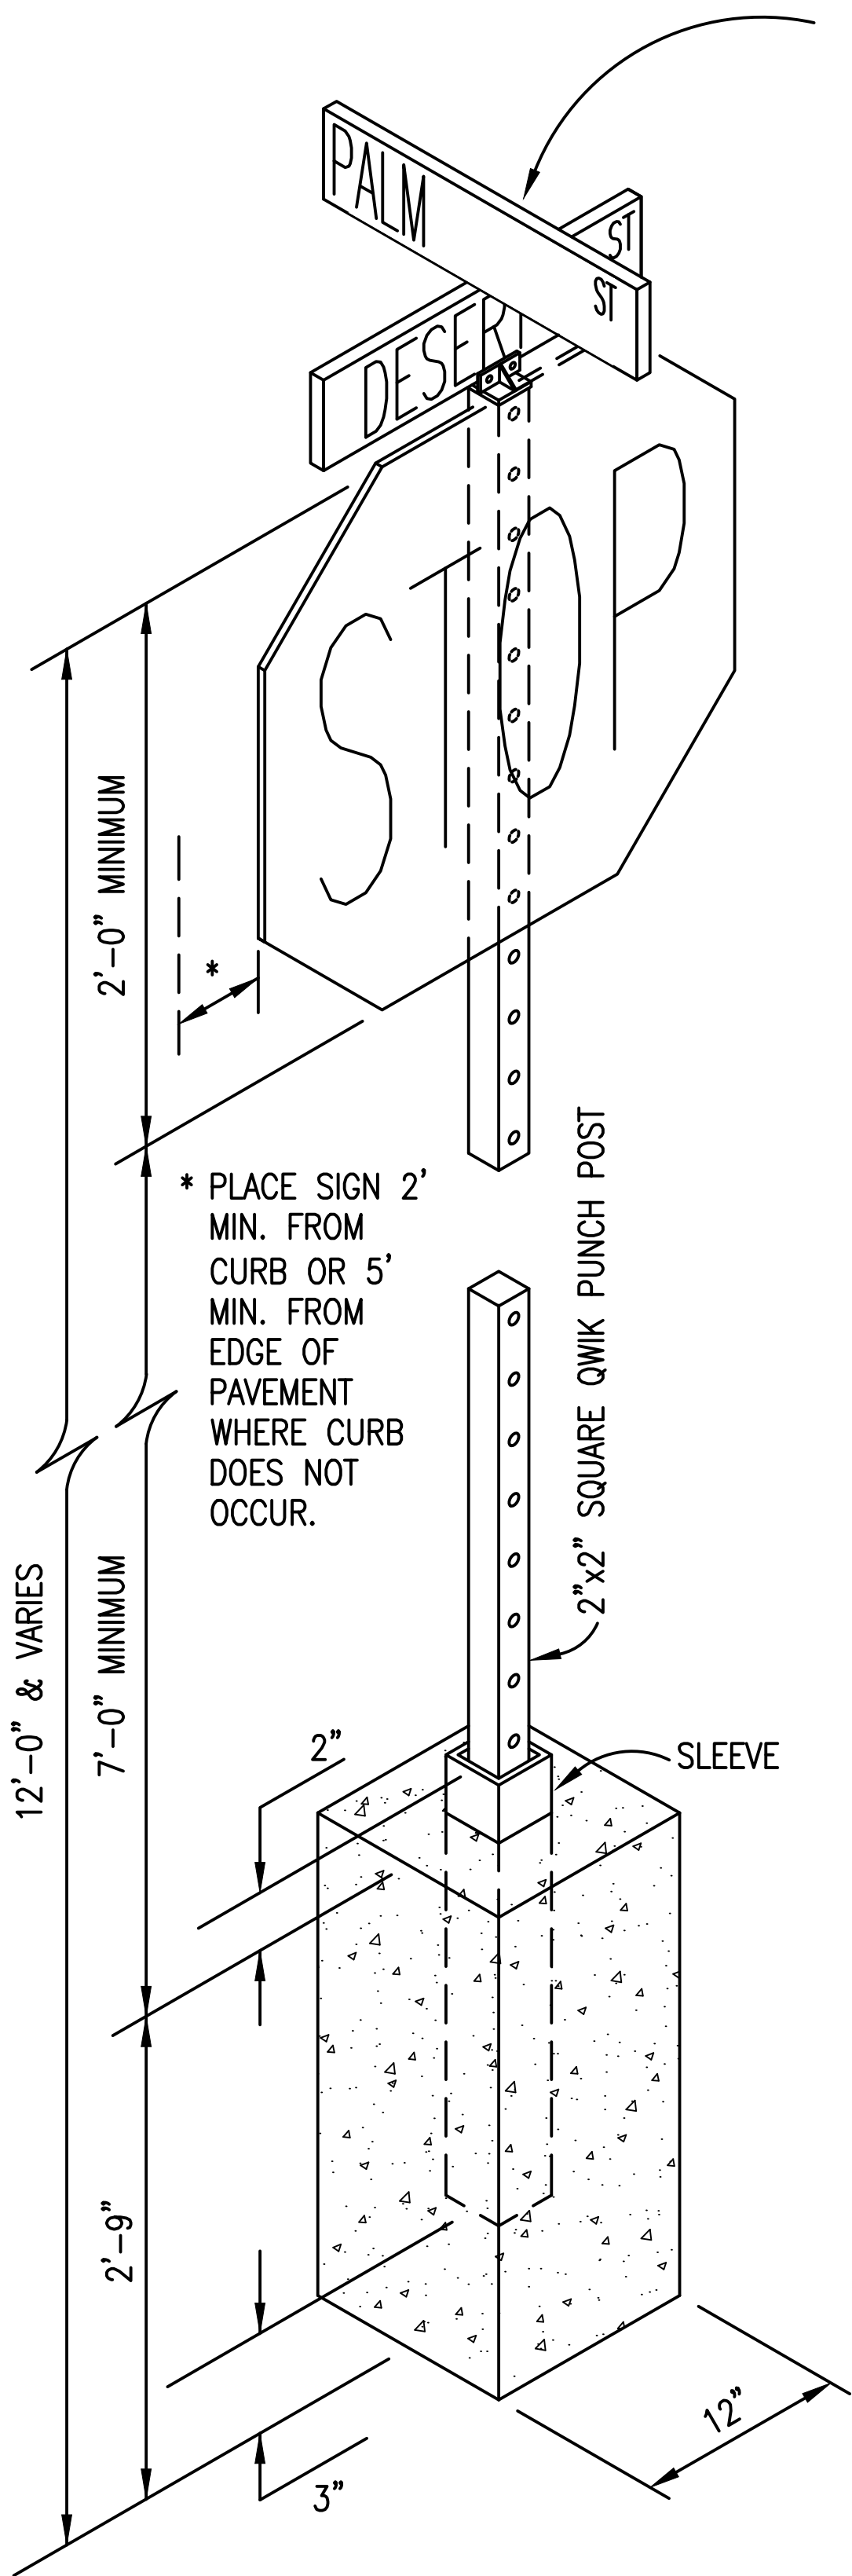 PALM ST
DESERT ST
STOP
2'-0" MINIMUM
*
* PLACE SIGN 2'
MIN. FROM
CURB OR 5'
MIN. FROM
EDGE OF
PAVEMENT
WHERE CURB
DOES NOT
OCCUR.
2"x2" SQUARE QWIK PUNCH POST
12'-0" & VARIES
7'-0" MINIMUM
2"
SLEEVE
2'-9"
12"
3"